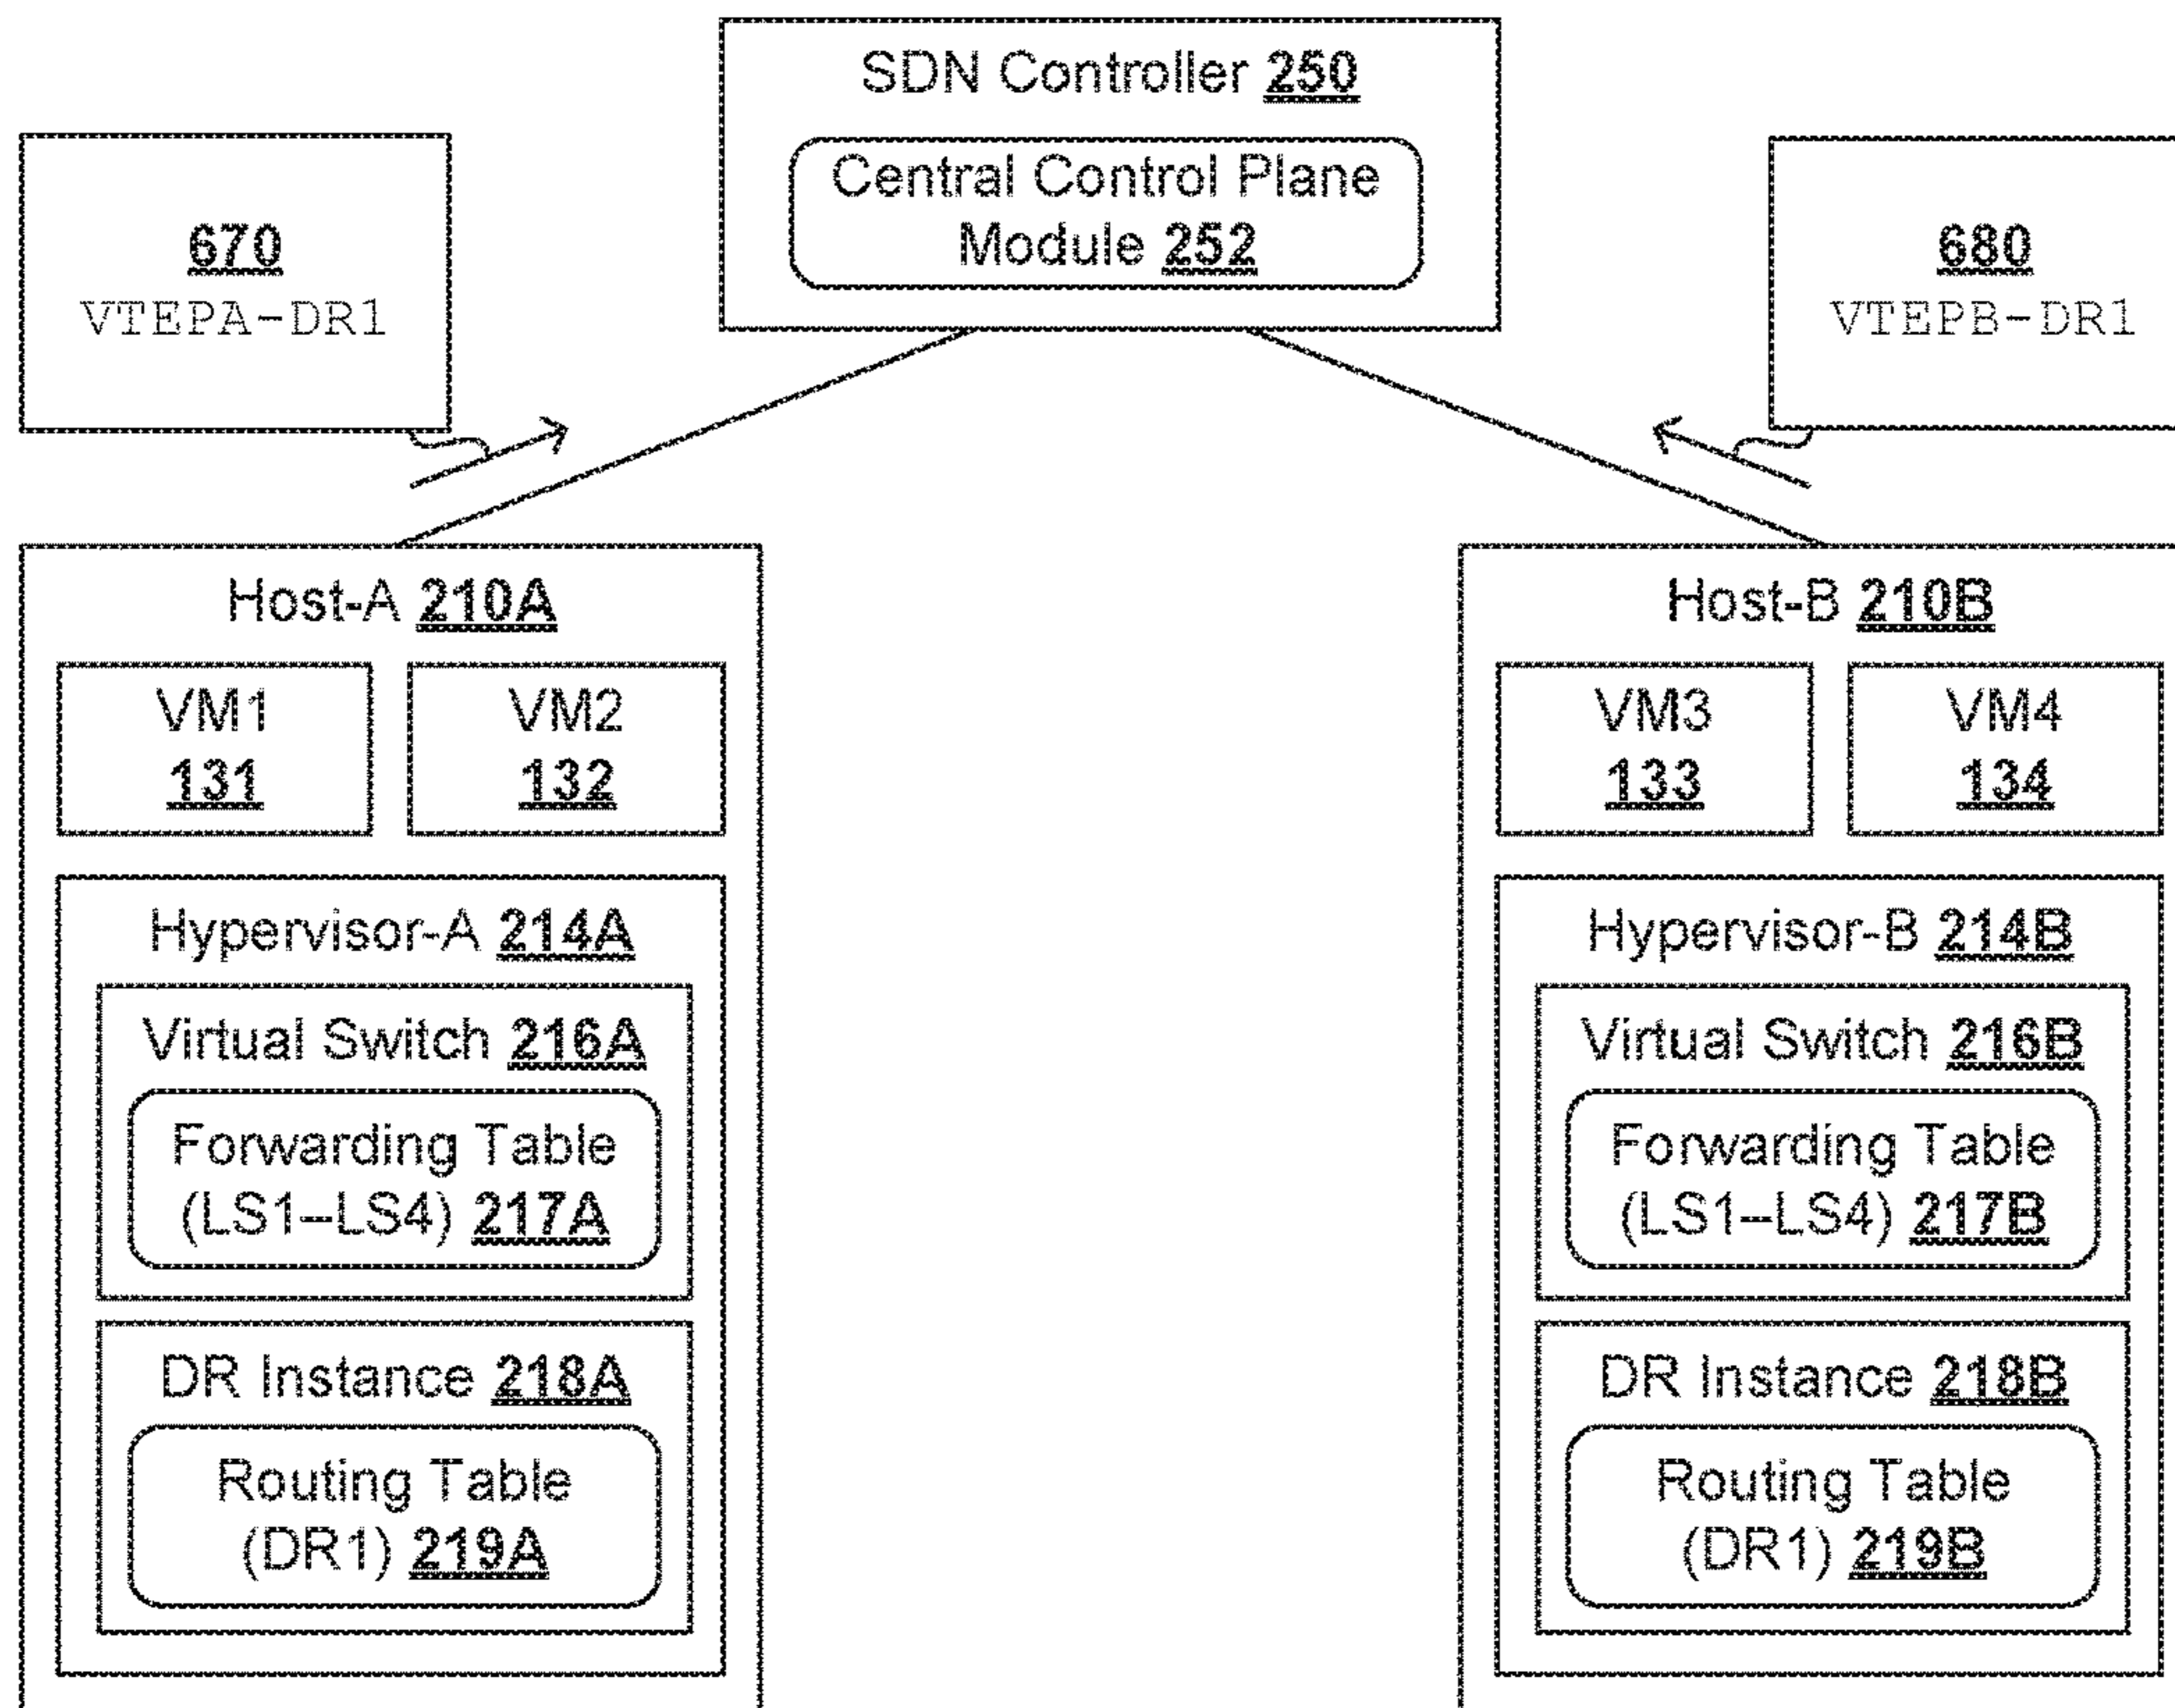 SDN Controller 250
Central Control Plane
Module 252
670
VTEPA-DR1
680
VTEPB-DR1
Host-A 210A
VM1
131
VM2
132
Hypervisor-A 214A
Virtual Switch 216A
Forwarding Table
(LS1--LS4) 217A
DR Instance 218A
Routing Table
(DR1) 219A
Host-B 210B
VM3
133
VM4
134
Hypervisor-B 214B
Virtual Switch 216B
Forwarding Table
(LS1--LS4) 217B
DR Instance 218B
Routing Table
(DR1) 219B